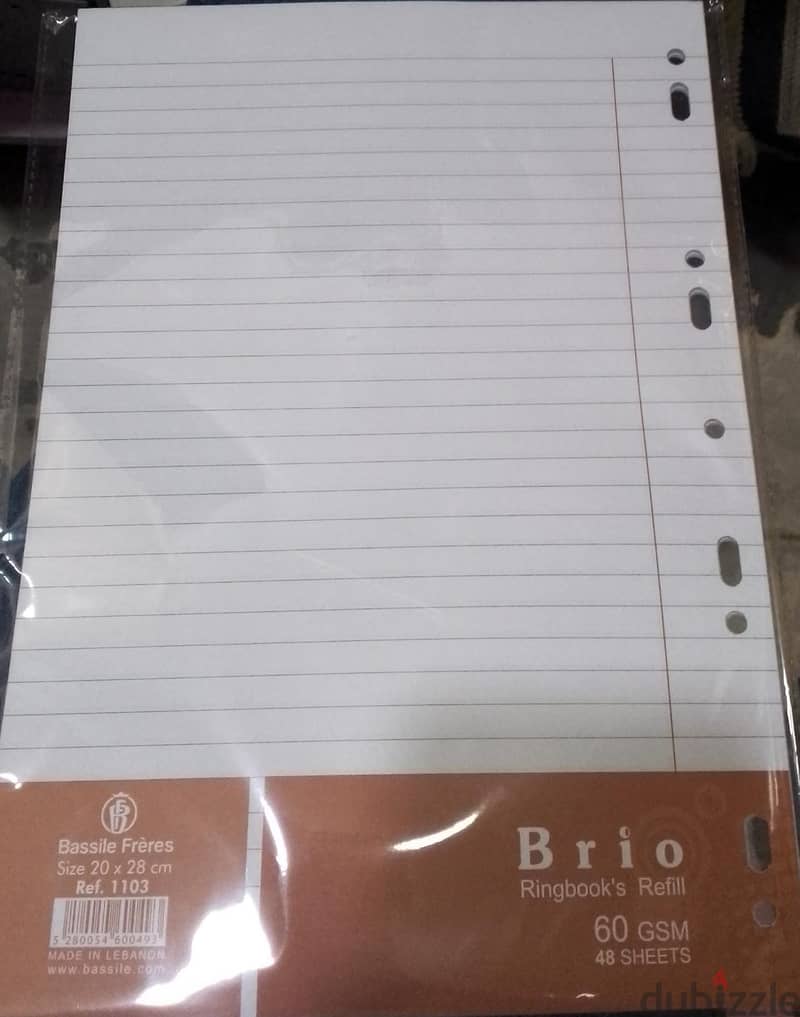 Bassile Frères
Size 20 x 28 cm
Ref. 1103
5 280054 600493
MADE IN LEBANON
www.bassile.com
Brio
Ringbook's Refill
60 GSM
48 SHEETS
dubizzle